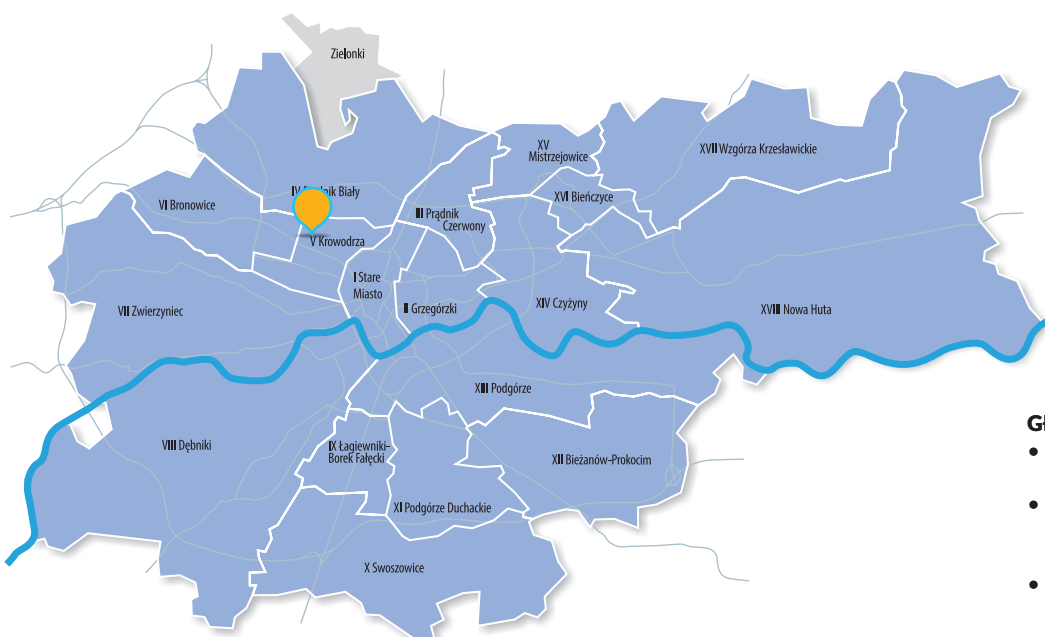 Zielonki
XV
Mistrzejowice
XVII Wzgórza Krzesławickie
IV Biały
XVI Bieńczyce
VI Bronowice
III Prądnik
Czerwony
V Krowodrza
I Stare
Miasto
II Grzegórzki
XIV Czyżyny
VII Zwierzyniec
XVIII Nowa Huta
XIII Podgórze
VIII Dębniki
IX Łagiewniki-
Borek Fałęcki
XII Bieżanów-Prokocim
XI Podgórze Duchackie
X Swoszowice
•
•
•